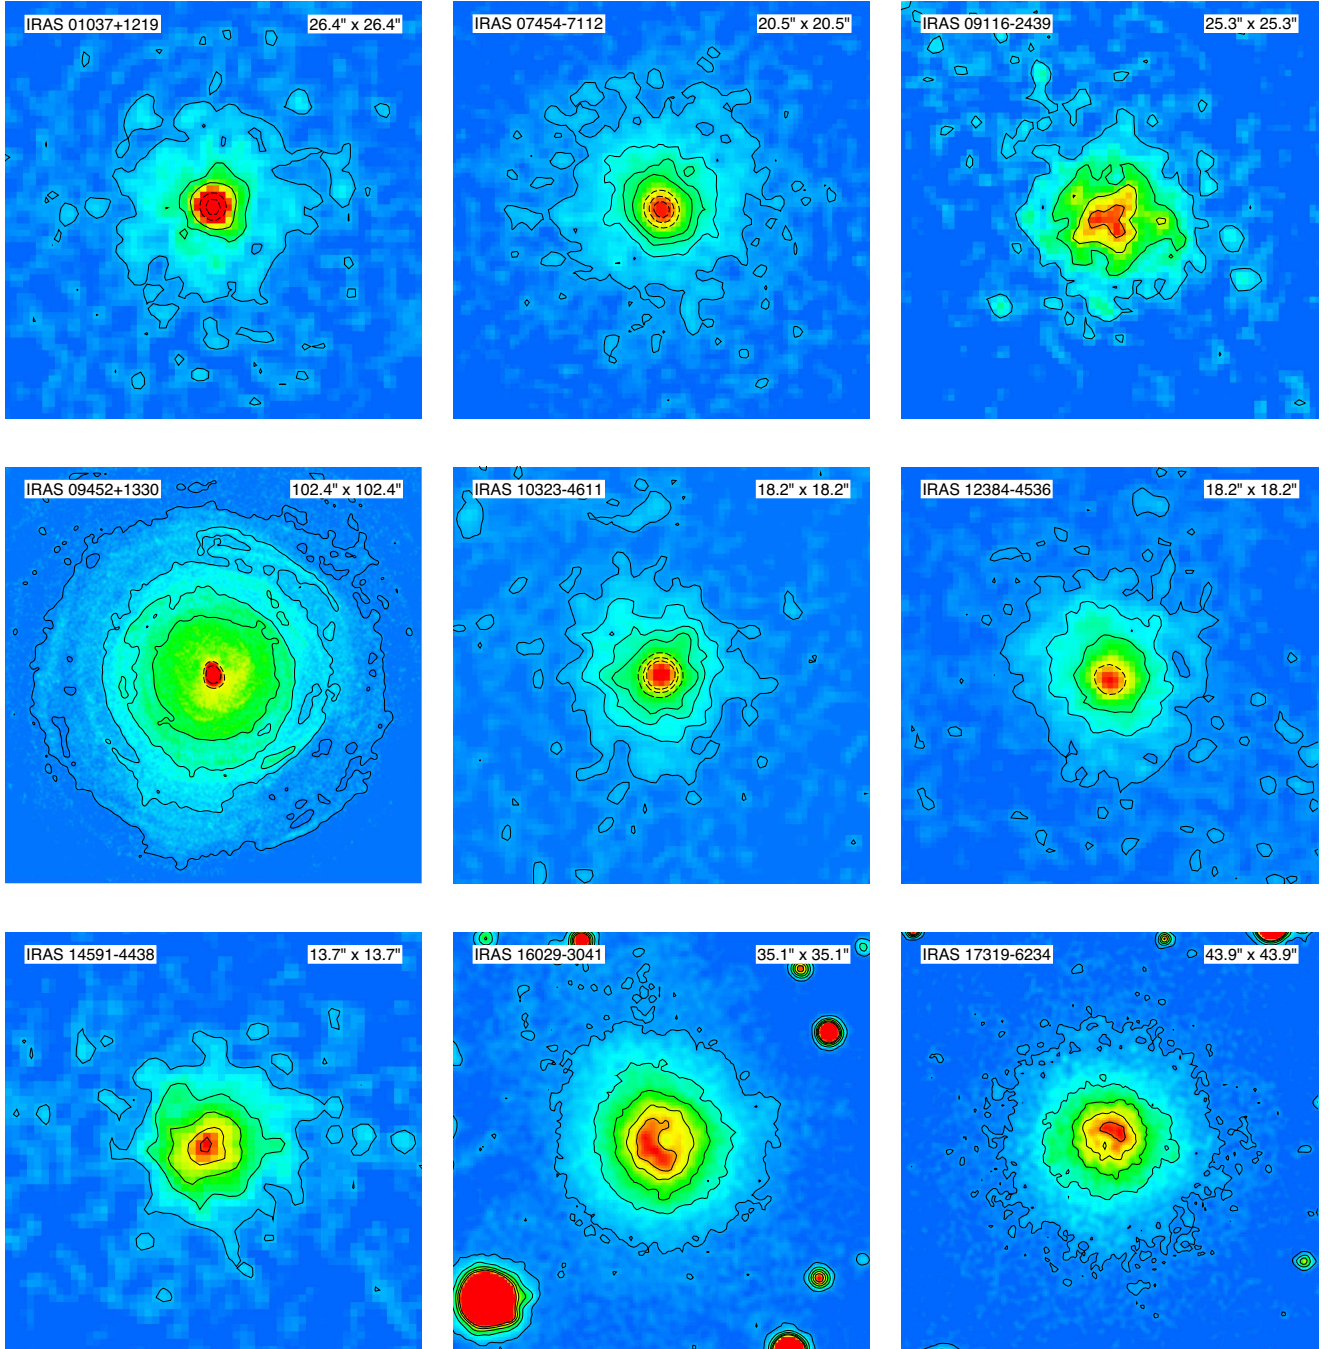 IRAS 01037+1219 26.4" x 26.4"
IRAS 07454-7112 20.5" x 20.5"
IRAS 09116-2439 25.3" x 25.3"
IRAS 09452+1330 102.4" x 102.4"
IRAS 10323-4611 18.2" x 18.2"
IRAS 12384-4536 18.2" x 18.2"
IRAS 14591-4438 13.7" x 13.7"
IRAS 16029-3041 35.1" x 35.1"
IRAS 17319-6234 43.9" x 43.9"